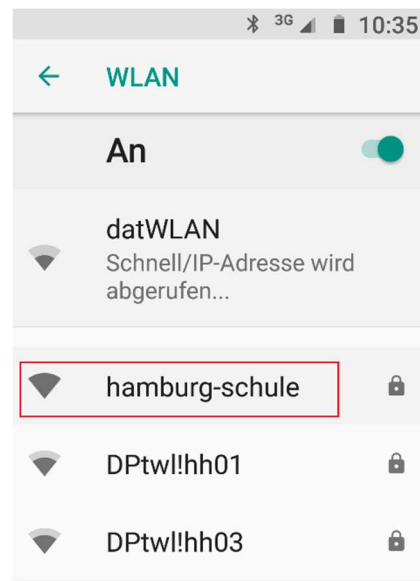 3G 10:35
WLAN
An
datWLAN
Schnell/IP-Adresse wird
abgerufen...
hamburg-schule
DPtwl!hh01
DPtwl!hh03